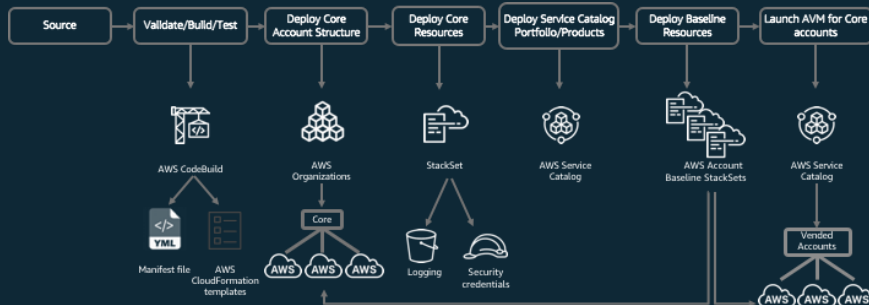 Source
Validate/Build/Test
Deploy Core
Account Structure
Deploy Core
Resources
Deploy Service Catalog
Portfolio/Products
Deploy Baseline
Resources
Launch AVM for Core
accounts
AWS CodeBuild
AWS
Organizations
StackSet
AWS Service
Catalog
AWS Account
Baseline StackSets
AWS Service
Catalog
YML
Manifest file
AWS
CloudFormation
templates
Core
AWS
AWS
AWS
Logging
Security
credentials
Vended
Accounts
AWS
AWS
AWS